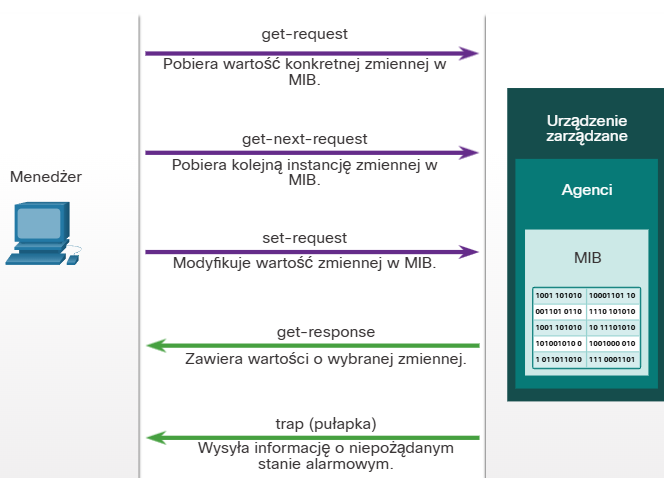 get-request
Pobiera wartość konkretnej zmiennej w
MIB.
get-next-request
Pobiera kolejną instancję zmiennej w
MIB.
set-request
Modyfikuje wartość zmiennej w MIB.
get-response
Zawiera wartości o wybranej zmiennej.
trap (pułapka)
Wysyła informację o niepożądanym
stanie alarmowym.
Menedżer
Urządzenie
zarządzane
Agenci
MIB
1001 101010 10001101 10
001101 0110 1110 101010
1001 101010 10 11101010
101001010 0 1001000 010
1 011011010 111 0001101